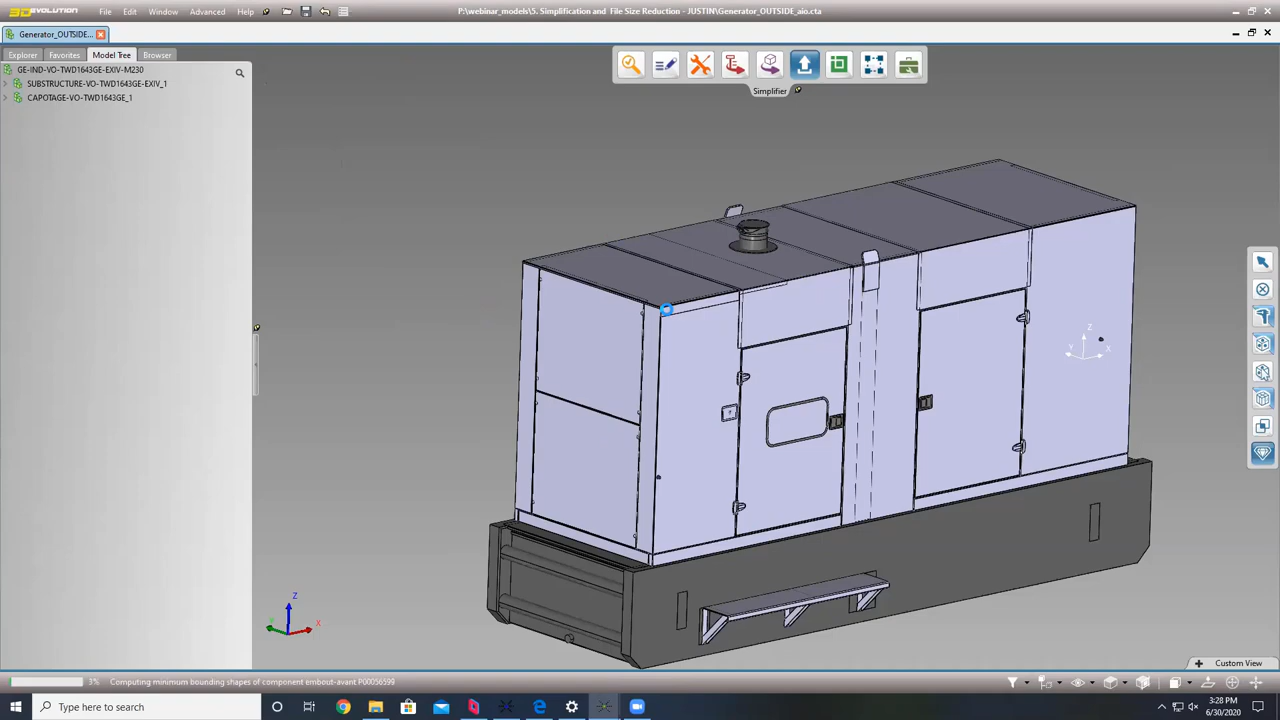 3DEVOLUTION File Edit Window Advanced Help P:\webinar_models\5. Simplification and File Size Reduction - JUSTIN\Generator_OUTSIDE_aio.cta
Generator_OUTSIDE...
Explorer Favorites Model Tree Browser
GE-IND-VO-TWD1643GE-EXIV-M230
SUBSTRUCTURE-VO-TWD1643GE-EXIV_1
CAPOTAGE-VO-TWD1643GE_1
Simplifier
Z
Y X
Z
X
Custom View
3% Computing minimum bounding shapes of component embout-avant P00056599
Type here to search
3:28 PM
6/30/2020